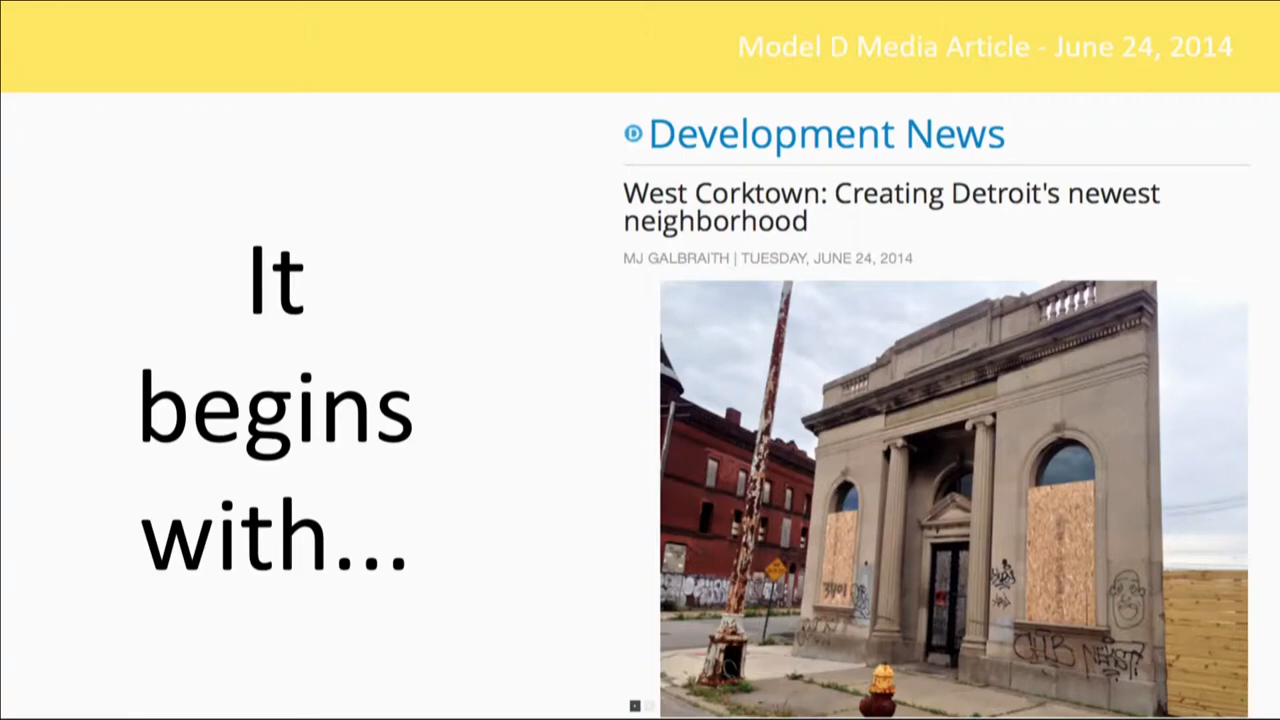 Model D Media Article - June 24, 2014
D Development News
West Corktown: Creating Detroit's newest
neighborhood
MJ GALBRAITH | TUESDAY, JUNE 24, 2014
It
begins
with...
3401